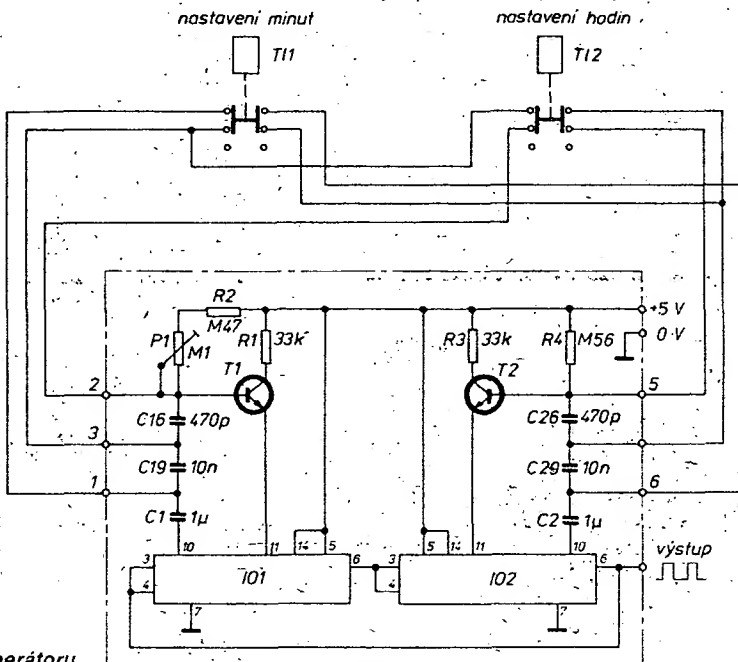 nastavení minut
nastavení hodin
Tl1
Tl2
R2
M47
P1
M1
R1
33k
T1
R3
33k
R4
M56
T2
+5 V
0 V
2
5
C16
470p
C26
470p
3
C19
10n
C29
10n
1
6
C1
1µ
C2
1µ
10
11
14
5
5
14
11
10
výstup
3
4
IO1
6
3
4
IO2
6
7
7
perátoru